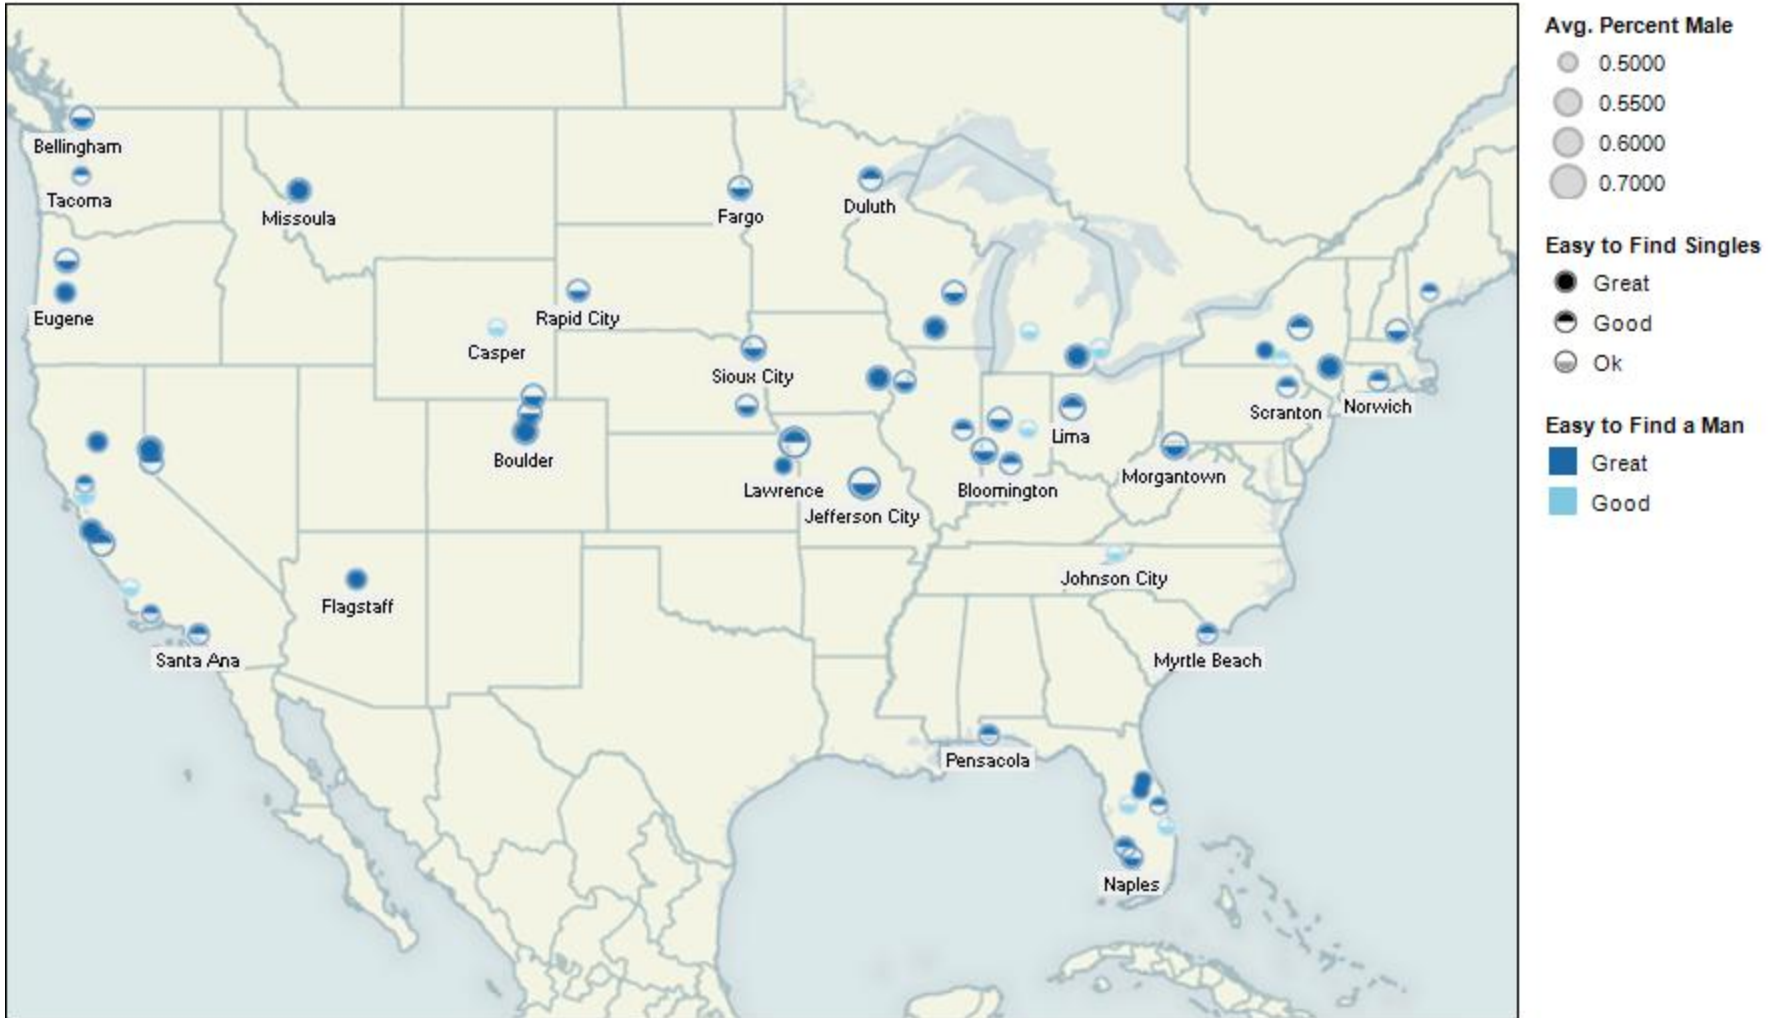 Avg. Percent Male
0.5000
0.5500
0.6000
0.7000
Easy to Find Singles
Great
Good
Ok
Easy to Find a Man
Great
Good
Bellingham
Tacoma
Missoula
Fargo
Duluth
Eugene
Rapid City
Casper
Sioux City
Boulder
Lima
Scranton
Norwich
Lawrence
Bloomington
Morgantown
Jefferson City
Flagstaff
Johnson City
Santa Ana
Myrtle Beach
Pensacola
Naples